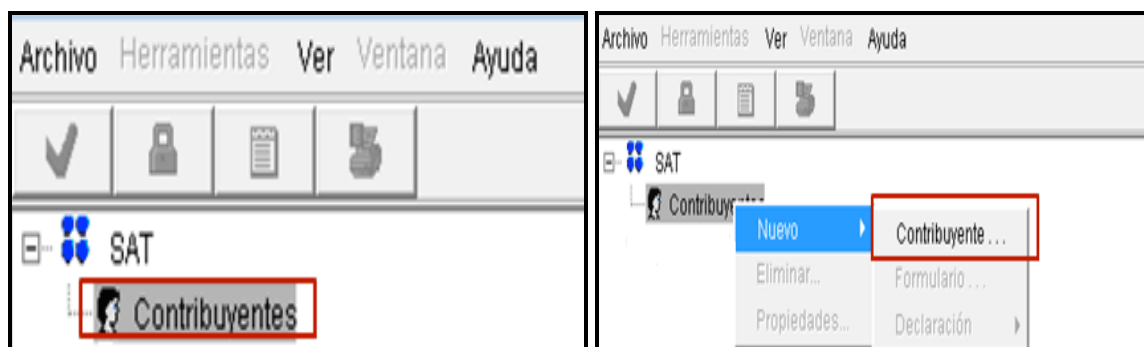 Archivo Herramientas Ver Ventana Ayuda
SAT
Contribuyentes
Archivo Herramientas Ver Ventana Ayuda
SAT
Contribuyentes
Nuevo
Eliminar...
Propiedades...
Contribuyente . . .
Formulario . . .
Declaración